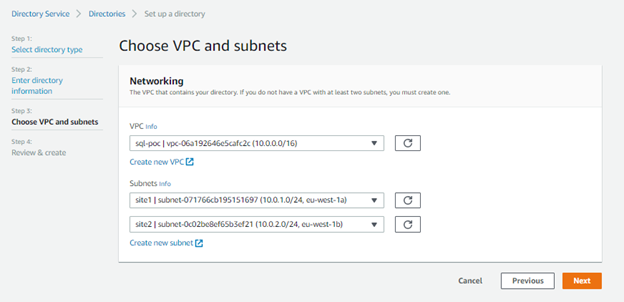 Directory Service > Directories > Set up a directory
Step 1:
Select directory type
Step 2:
Enter directory
information
Step 3:
Choose VPC and subnets
Step 4:
Review & create
Choose VPC and subnets
Networking
The VPC that contains your directory. If you do not have a VPC with at least two subnets, you must create one.
VPC Info
sql-poc | vpc-06a192646e5cafc2c (10.0.0.0/16)
Create new VPC
Subnets Info
site1 | subnet-071766cb195151697 (10.0.1.0/24, eu-west-1a)
site2 | subnet-0c02be8ef65b3ef21 (10.0.2.0/24, eu-west-1b)
Create new subnet
Cancel
Previous
Next